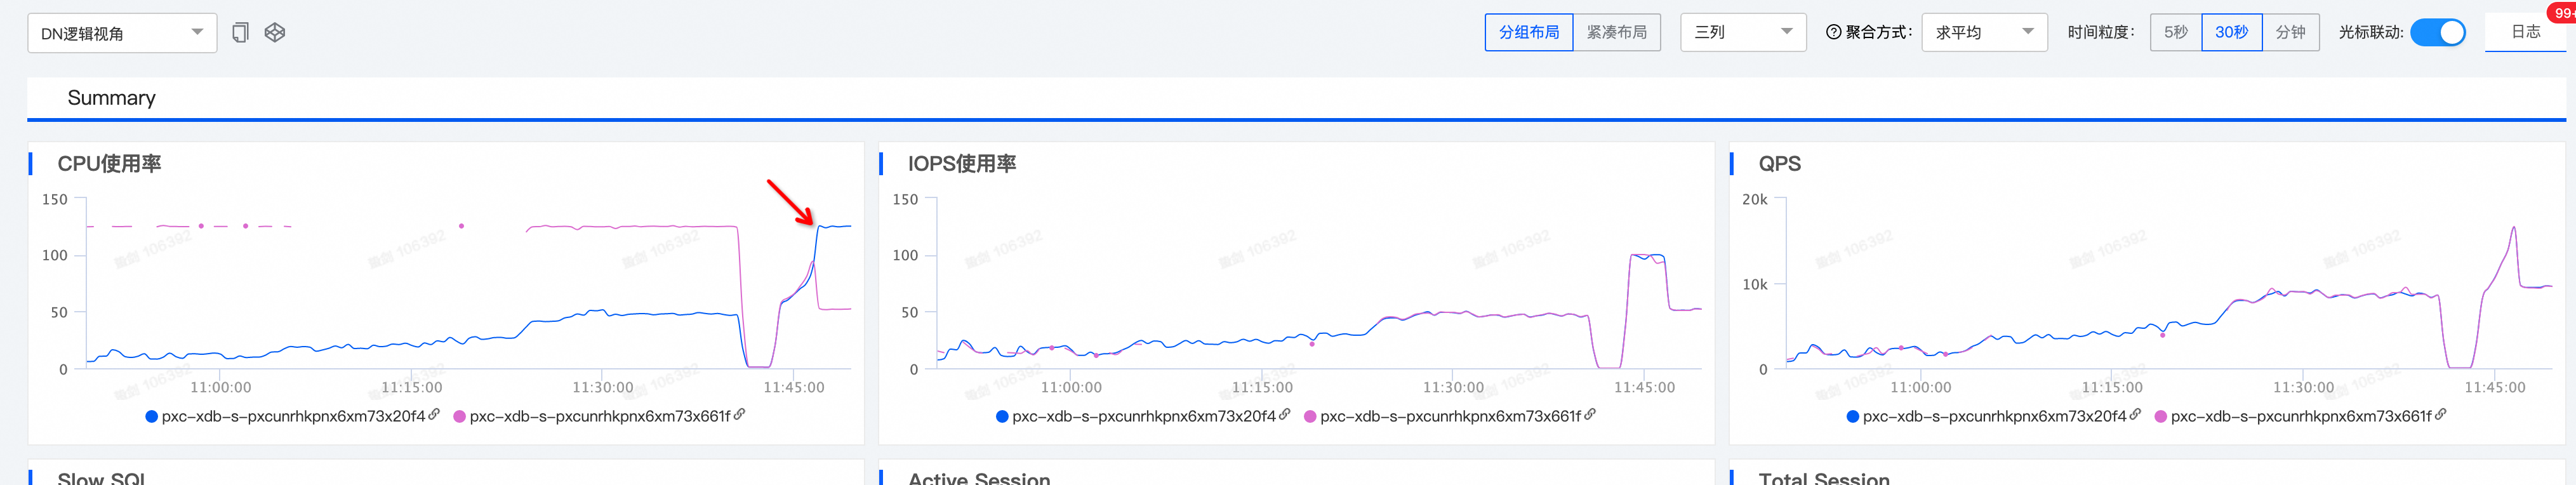 DN逻辑视角 分组布局 紧凑布局 三列 聚合方式: 求平均 时间粒度: 5秒 30秒 分钟 光标联动: 日志 99+
Summary
CPU使用率
150
100
50
0
11:00:00 11:15:00 11:30:00 11:45:00
pxc-xdb-s-pxcunrhkpnx6xm73x20f4 pxc-xdb-s-pxcunrhkpnx6xm73x661f
IOPS使用率
150
100
50
0
11:00:00 11:15:00 11:30:00 11:45:00
pxc-xdb-s-pxcunrhkpnx6xm73x20f4 pxc-xdb-s-pxcunrhkpnx6xm73x661f
QPS
20k
10k
0
11:00:00 11:15:00 11:30:00 11:45:00
pxc-xdb-s-pxcunrhkpnx6xm73x20f4 pxc-xdb-s-pxcunrhkpnx6xm73x661f
Slow SQL Active Session Total Session